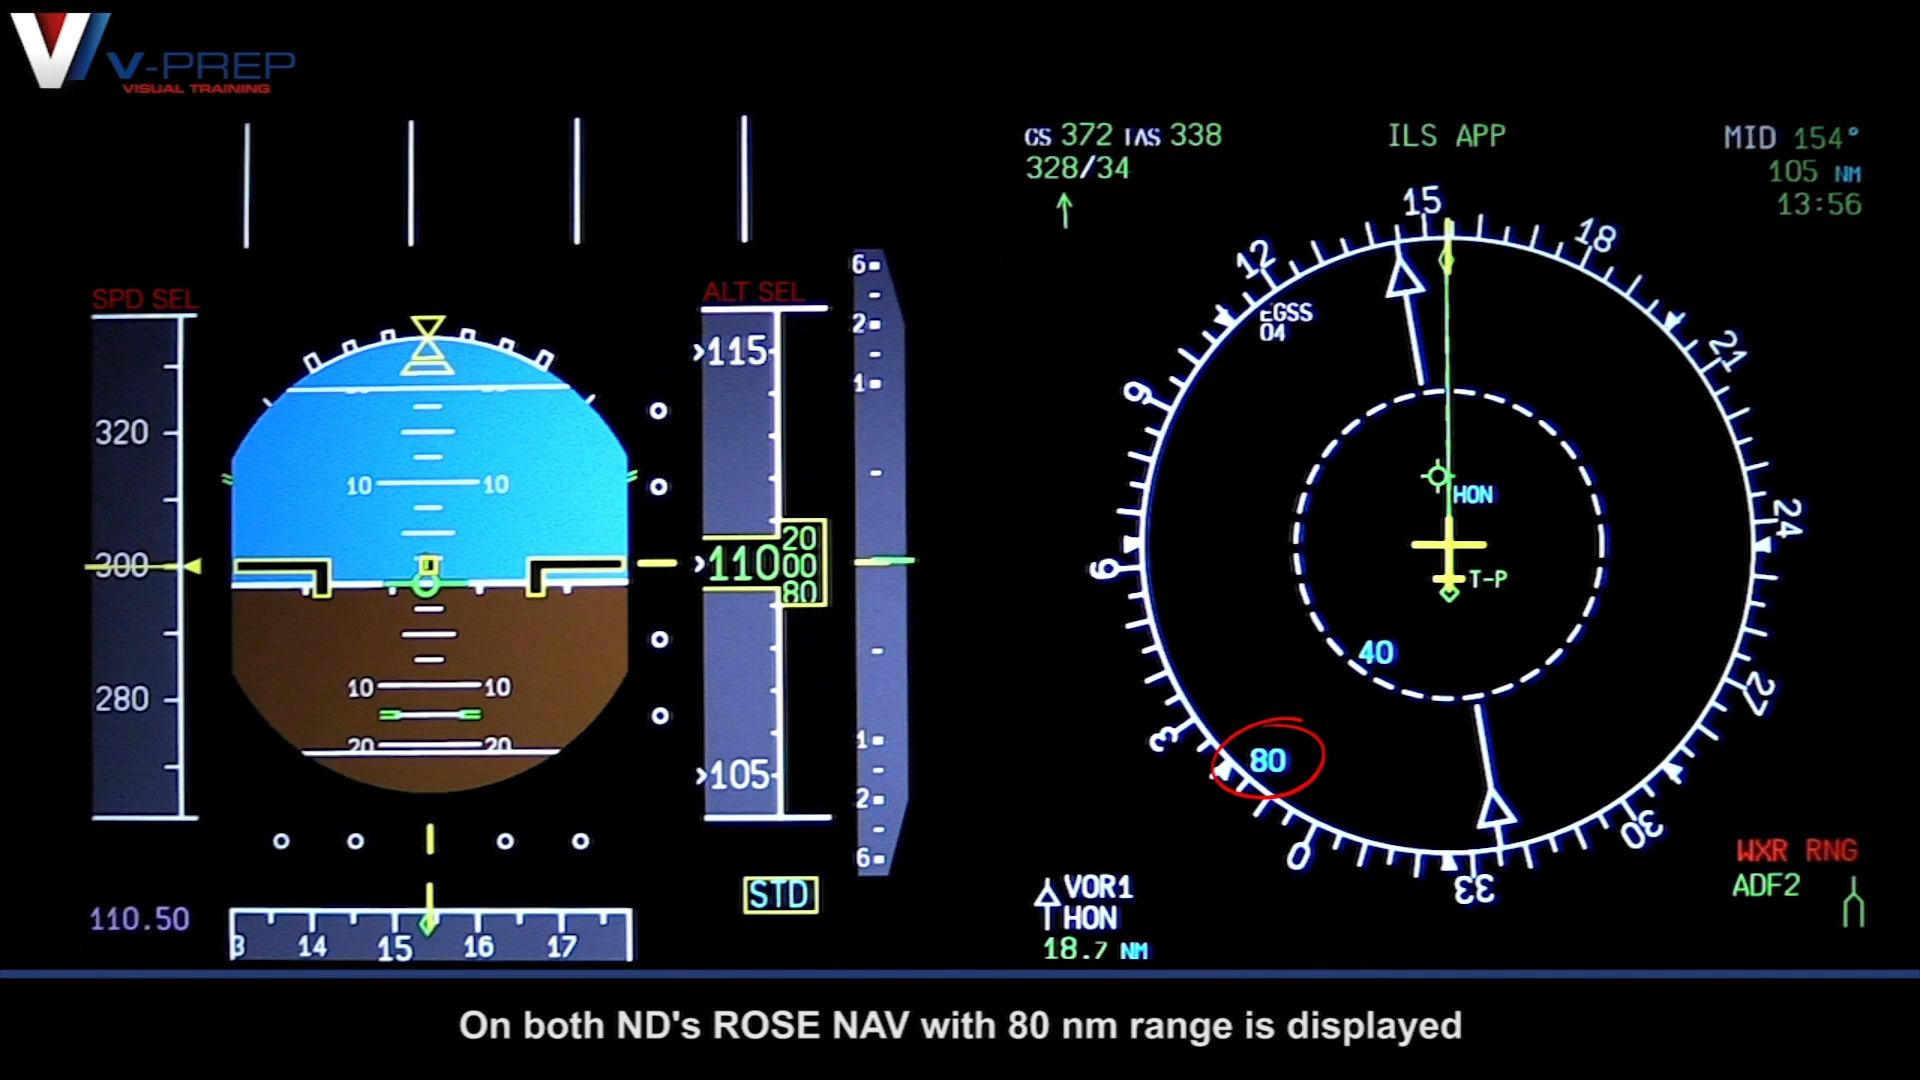 V-PREP
VISUAL TRAINING
GS 372 TAS 338
328/34
ILS APP
MID 154°
105 NM
13:56
SPD SEL
320
300
280
10 10
10 10
20 20
ALT SEL
115
110
20
00
80
105
6
2
1
1
2
6
STD
110.50
14 15 16 17
15
18
21
24
27
30
33
0
3
6
9
12
EGSS
04
HON
T-P
40
80
VOR1
HON
18.7 NM
WXR RNG
ADF2
On both ND's ROSE NAV with 80 nm range is displayed